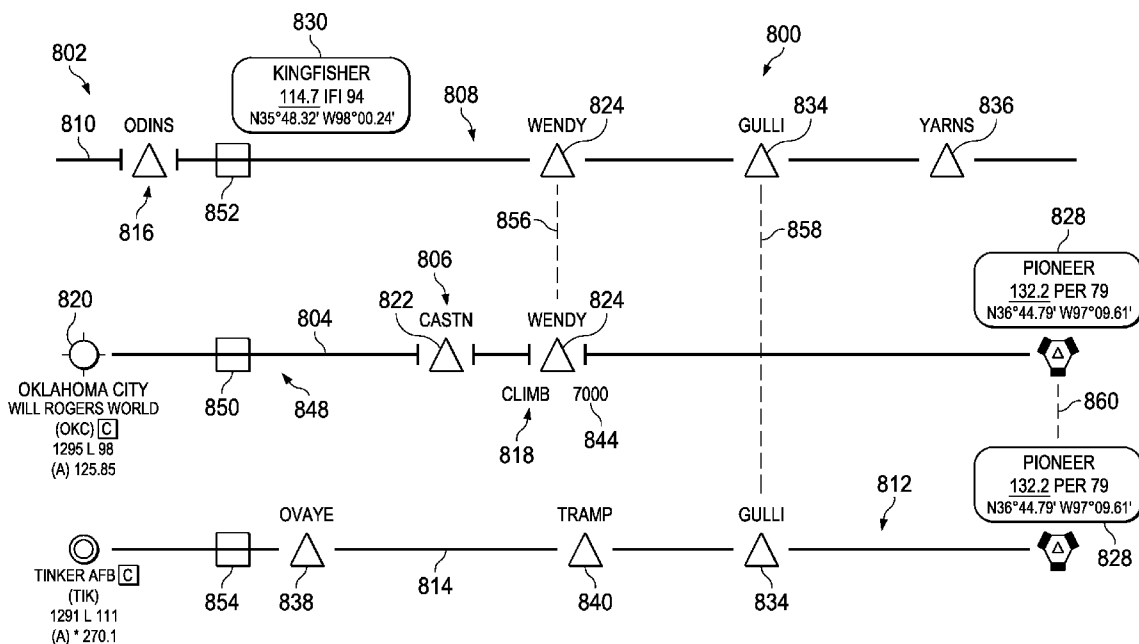 830
802
800
KINGFISHER
114.7 IFI 94
N35°48.32' W98°00.24'
808
824
834
836
810
ODINS
WENDY
GULLI
YARNS
816
852
856
858
828
806
820
822
824
804
CASTN
WENDY
PIONEER
132.2 PER 79
N36°44.79' W97°09.61'
OKLAHOMA CITY
WILL ROGERS WORLD
(OKC) C
1295 L 98
(A) 125.85
850
848
CLIMB 7000
818
844
860
PIONEER
132.2 PER 79
N36°44.79' W97°09.61'
812
OVAYE
TRAMP
GULLI
828
TINKER AFB C
(TIK)
1291 L 111
(A) * 270.1
854
838
814
840
834